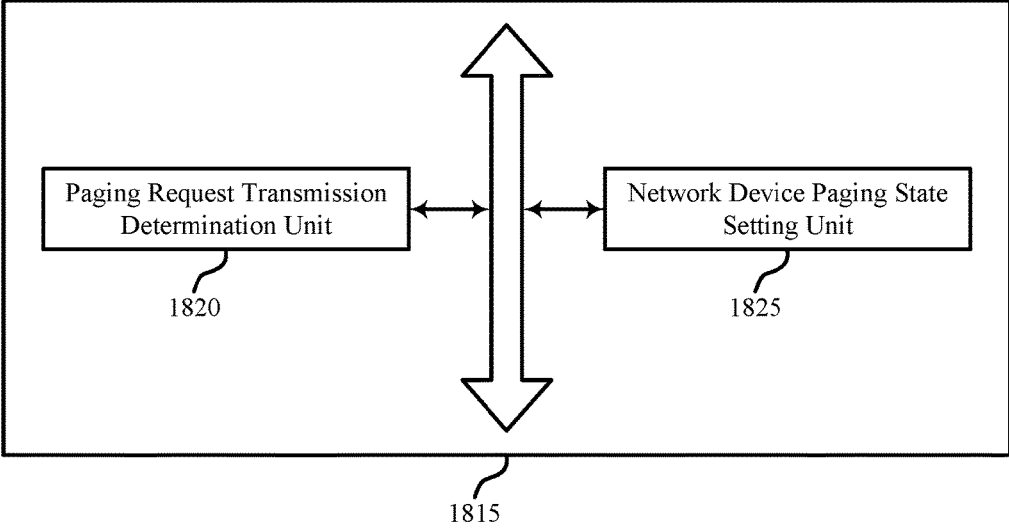 Paging Request Transmission
Determination Unit
Network Device Paging State
Setting Unit
1820
1825
1815